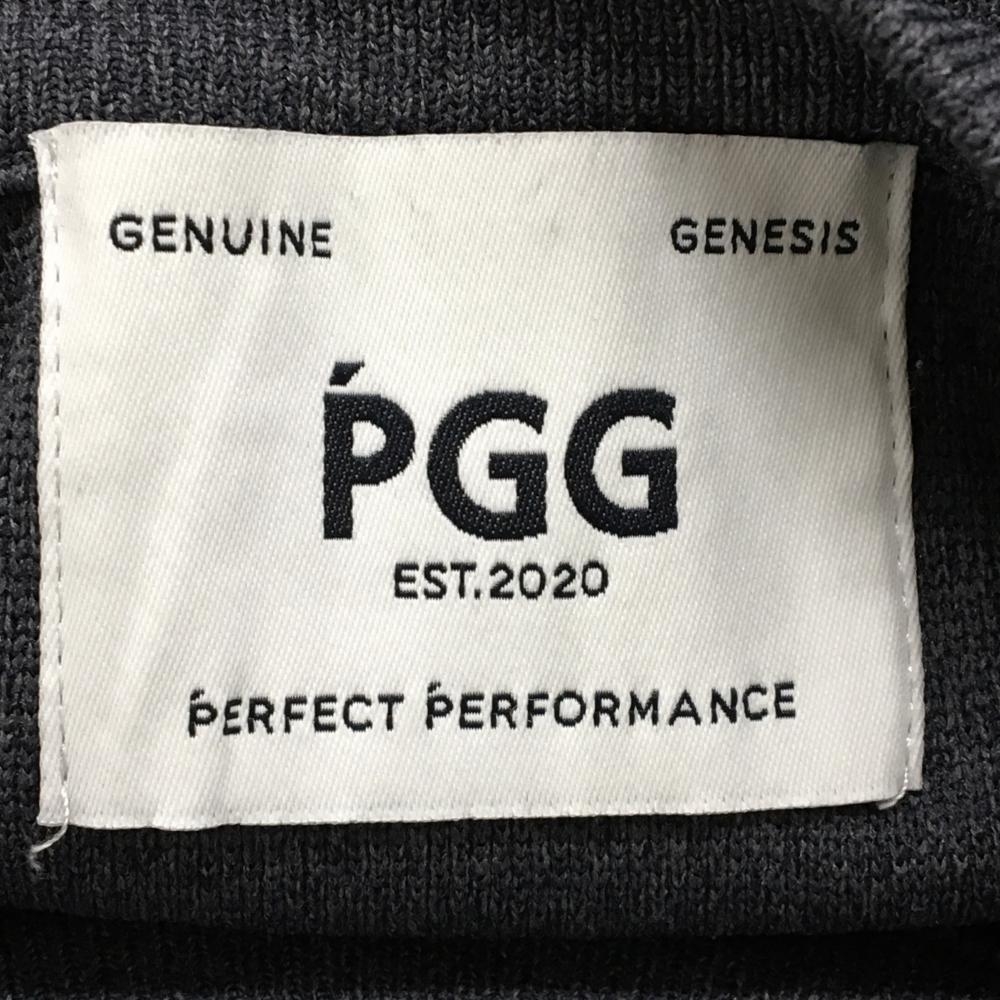 GENUINE GENESIS
ṔGG
EST.2020
ṔERFECT ṔERFORMANCE